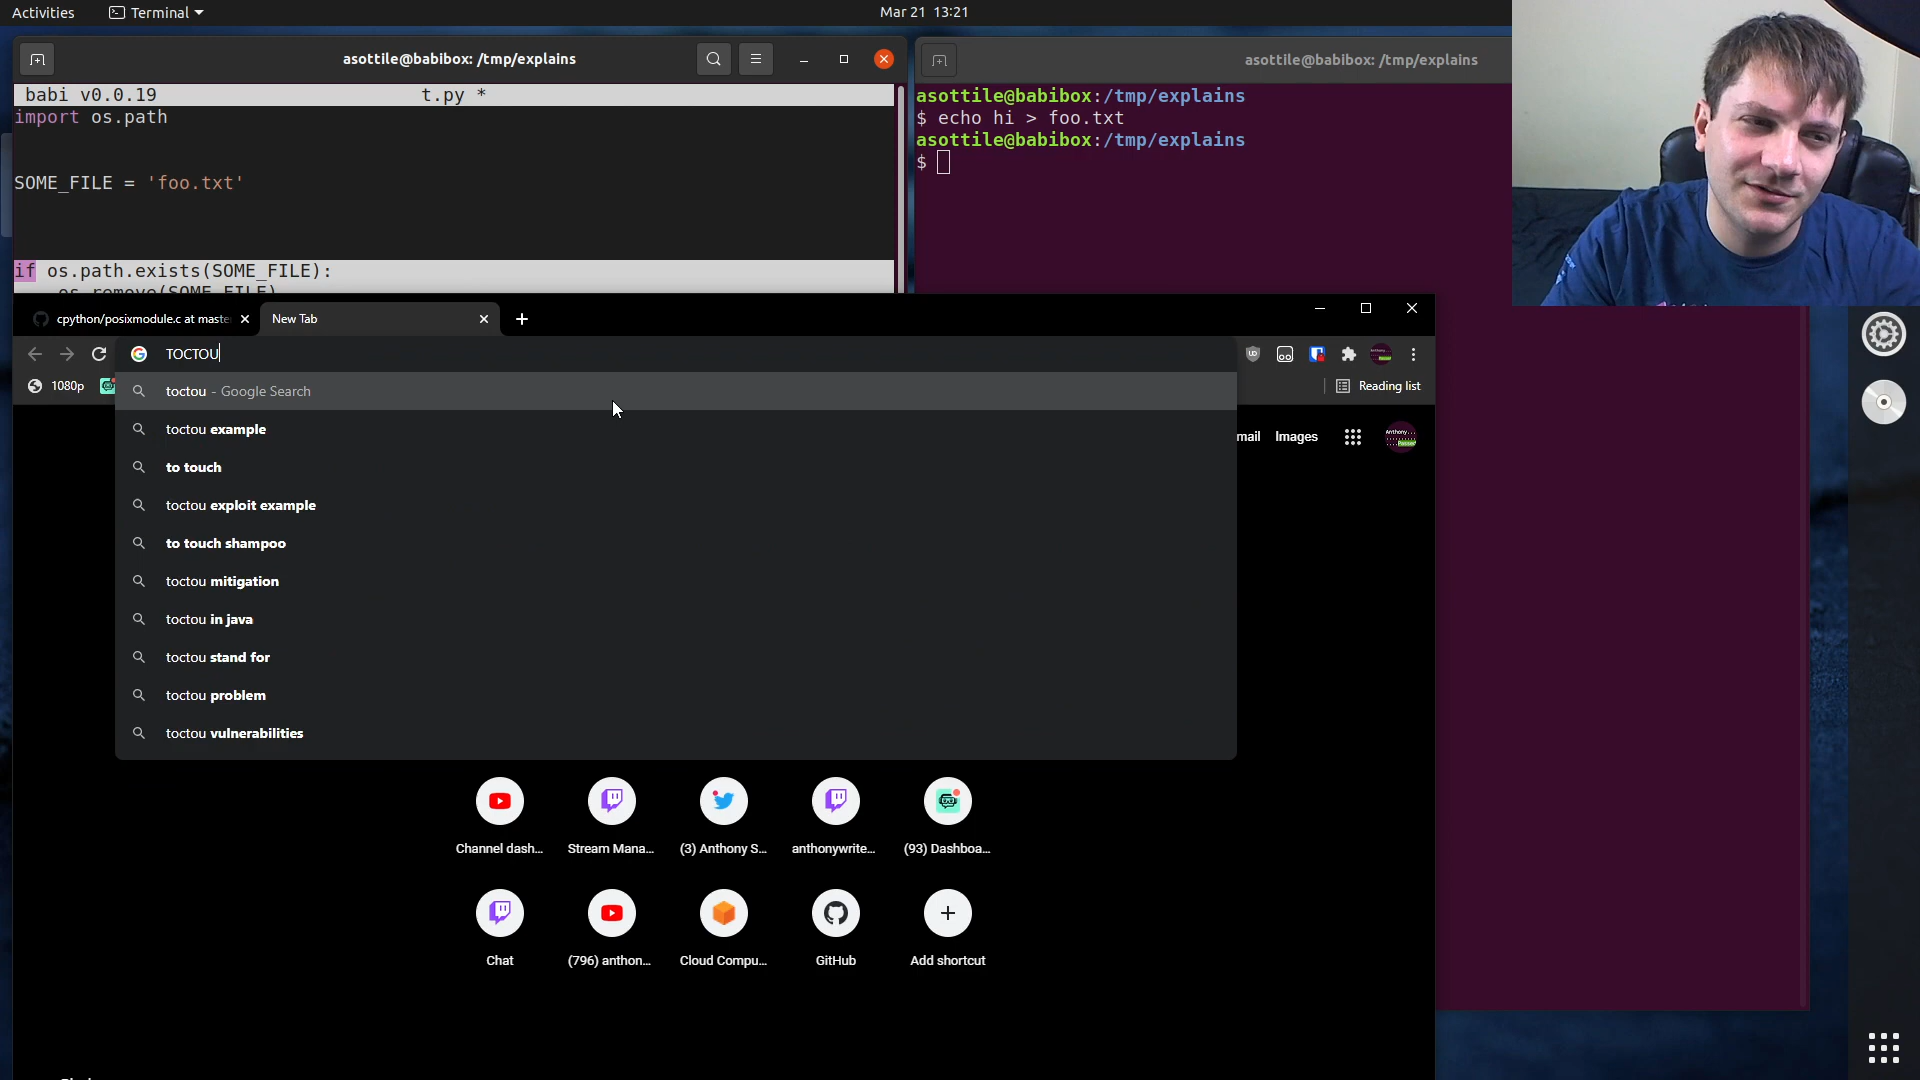 Activities
Terminal
Mar 21 13:21
asottile@babibox: /tmp/explains
babi v0.0.19
t.py *
import os.path
SOME_FILE = 'foo.txt'
if os.path.exists(SOME_FILE):
os.remove(SOME_FILE)
asottile@babibox: /tmp/explains
asottile@babibox:/tmp/explains
$ echo hi > foo.txt
asottile@babibox:/tmp/explains
$
cpython/posixmodule.c at maste
New Tab
TOCTOU
1080p
Reading list
toctou - Google Search
toctou example
to touch
toctou exploit example
to touch shampoo
toctou mitigation
toctou in java
toctou stand for
toctou problem
toctou vulnerabilities
mail
Images
Channel dash...
Stream Mana...
(3) Anthony S...
anthonywrite...
(93) Dashboa...
Chat
(796) anthon...
Cloud Compu...
GitHub
Add shortcut